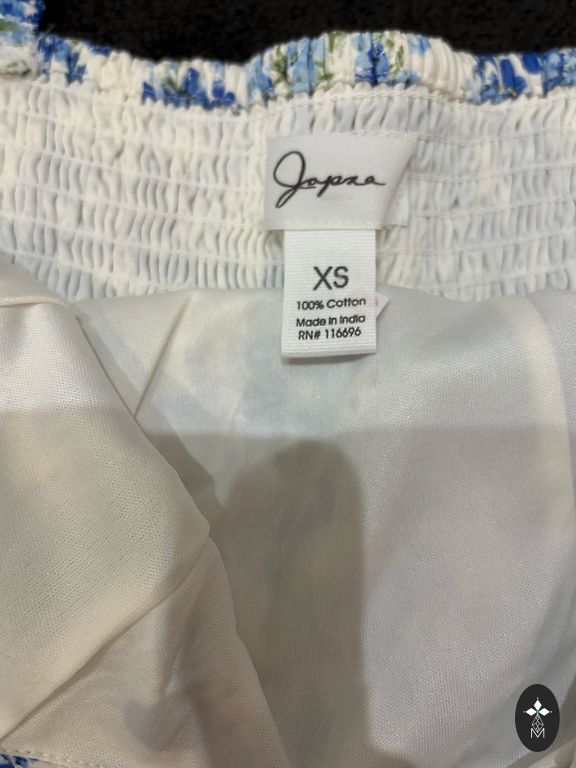 Japna
XS
100% Cotton
Made in India
RN# 116696
M